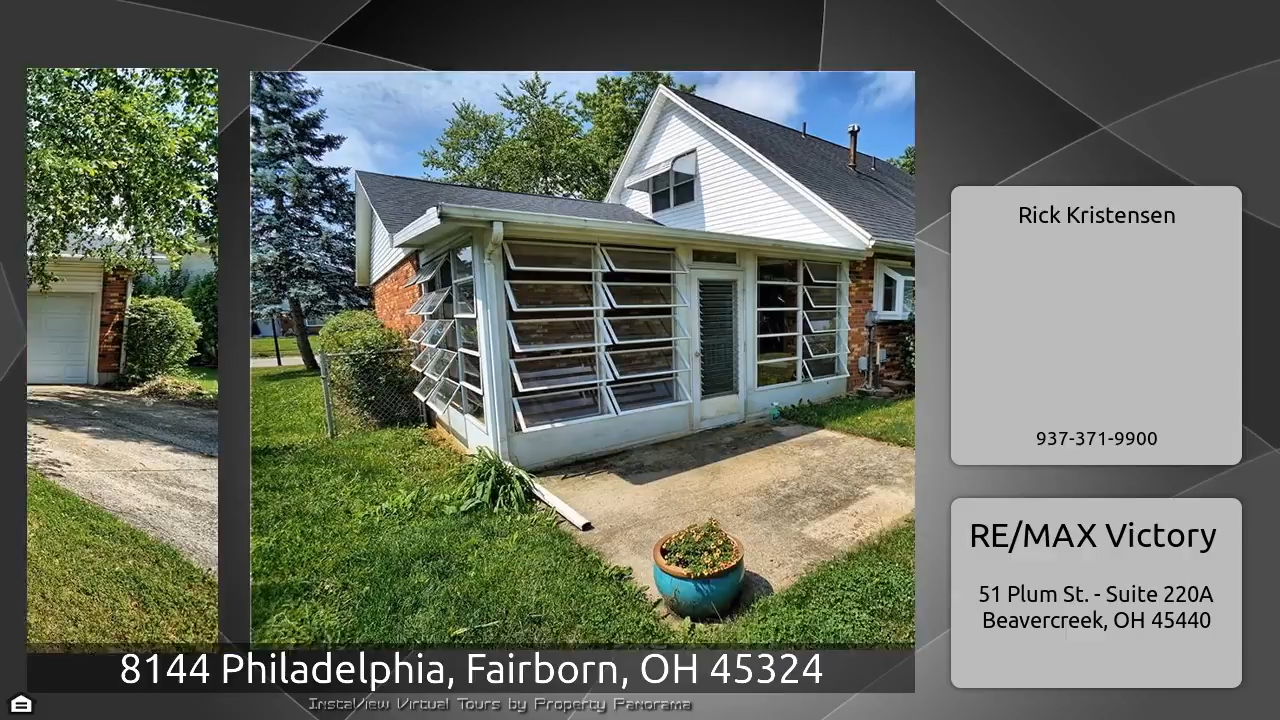 Rick Kristensen
937-371-9900
RE/MAX Victory
51 Plum St. - Suite 220A
Beavercreek, OH 45440
8144 Philadelphia, Fairborn, OH 45324
InstaView Virtual Tours by Property Panorama